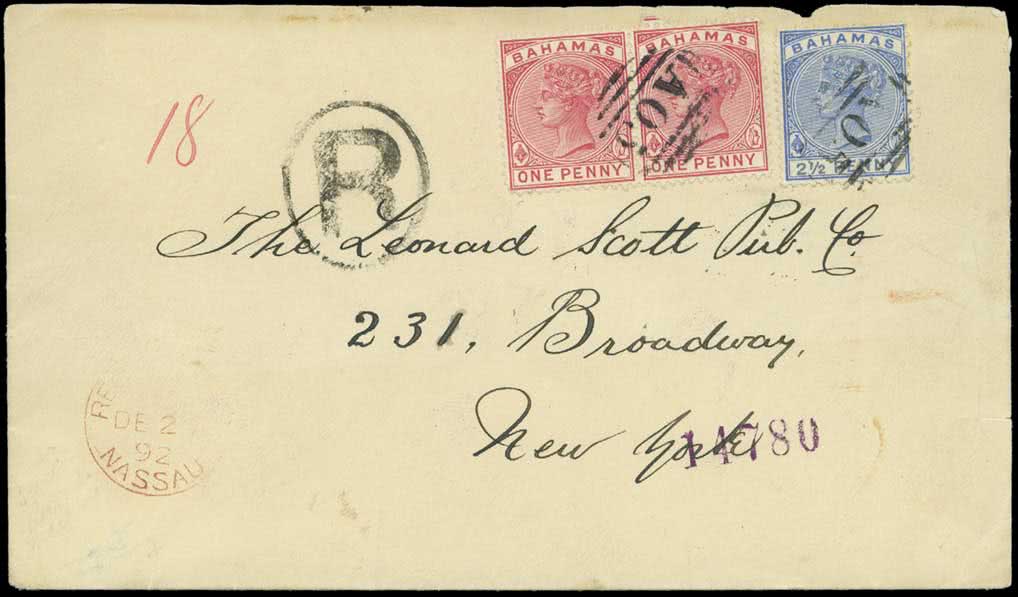 BAHAMAS
ONE PENNY
BAHAMAS
ONE PENNY
BAHAMAS
2½ PENNY
A05
18
R
The Leonard Scott Pub. Co.
231, Broadway,
New York
14780
DE 2
92
NASSAU